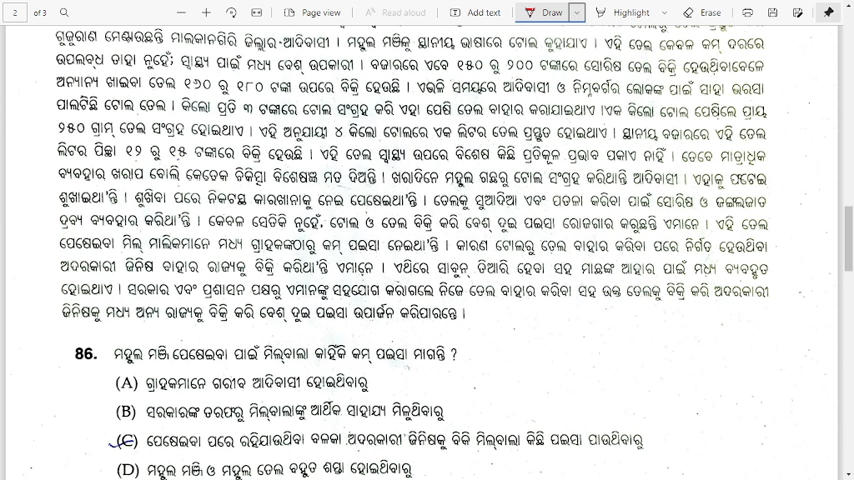 2 of 3 Page view Read aloud Add text Draw Highlight Erase Share
ଗୁଜୁରାଣ ମେଣ୍ଟାଉଛନ୍ତି ମାଲକାନଗିରି ଜିଲ୍ଲାର ଆଦିବାସୀ । ମହୁଲ ମଞ୍ଜିକୁ ସ୍ଥାନୀୟ ଭାଷାରେ ଟୋଲ କୁହାଯାଏ । ଏହି ତେଲ କେବଳ କମ୍ ଦରରେ
ଉପଲବ୍ଧ ତାହା ନୁହେଁ; ସ୍ୱାସ୍ଥ୍ୟ ପାଇଁ ମଧ୍ୟ ବେଶ୍ ଉପକାରୀ । ବଜାରରେ ଏବେ ୧୫୦ ରୁ ୨୦୦ ଟଙ୍କାରେ ସୋରିଷ ତେଲ ବିକ୍ରି ହେଉଥିବାବେଳେ
ଅନ୍ୟାନ୍ୟ ଖାଇବା ତେଲ ୧୬୦ ରୁ ୧୮୦ ଟଙ୍କା ଉପରେ ବିକ୍ରି ହେଉଛି । ଏଭଳି ସମୟରେ ଆଦିବାସୀ ଓ ନିମ୍ନବର୍ଗର ଲୋକଙ୍କ ପାଇଁ ସାହା ଭରସା
ପାଲଟିଛି ଟୋଲ ତେଲ । କିଲୋ ପ୍ରତି ୩ ଟଙ୍କାରେ ଟୋଲ ସଂଗ୍ରହ କରି ଏହା ପେଷି ତେଲ ବାହାର କରାଯାଇଥାଏ । ଏକ କିଲୋ ଟୋଲ ପେଷିଲେ ପ୍ରାୟ
୨୫୦ ଗ୍ରାମ୍ ତେଲ ସଂଗ୍ରହ ହୋଇଥାଏ । ଏହି ଅନୁଯାୟୀ ୪ କିଲୋ ଟୋଲରେ ଏକ ଲିଟର ତେଲ ପ୍ରସ୍ତୁତ ହୋଇଥାଏ । ସ୍ଥାନୀୟ ବଜାରରେ ଏହି ତେଲ
ଲିଟର ପିଛା ୧୨ ରୁ ୧୫ ଟଙ୍କାରେ ବିକ୍ରି ହେଉଛି । ଏହି ତେଲ ସ୍ୱାସ୍ଥ୍ୟ ଉପରେ ବିଶେଷ କିଛି ପ୍ରତିକୂଳ ପ୍ରଭାବ ପକାଏ ନାହିଁ । ତେବେ ମାତ୍ରାଧିକ
ବ୍ୟବହାର ଖରାପ ବୋଲି କେତେକ ଚିକିତ୍ସା ବିଶେଷଜ୍ଞ ମତ ଦିଅନ୍ତି । ଖରାଦିନେ ମହୁଲ ଗଛରୁ ଟୋଲ ସଂଗ୍ରହ କରିଥାନ୍ତି ଆଦିବାସୀ । ଏହାକୁ ଫଟେଇ
ଶୁଖାଇଥା'ନ୍ତି । ଶୁଖିବା ପରେ ନିକଟସ୍ଥ କାରଖାନାକୁ ନେଇ ପେଷେଇଥା'ନ୍ତି । ତେଲକୁ ସୁଆଦିଆ ଏବଂ ପତଳା କରିବା ପାଇଁ ସୋରିଷ ଓ ଜଙ୍ଗଲଜାତ
ଦ୍ରବ୍ୟ ବ୍ୟବହାର କରିଥା'ନ୍ତି । କେବଳ ସେତିକି ନୁହେଁ, ଟୋଲ ଓ ତେଲ ବିକ୍ରି କରି ବେଶ୍ ଦୁଇ ପଇସା ରୋଜଗାର କରୁଛନ୍ତି ଏମାନେ । ଏହି ତେଲ
ପେଷେଇବା ମିଲ୍ ମାଲିକମାନେ ମଧ୍ୟ ଗ୍ରାହକଙ୍କଠାରୁ କମ୍ ପଇସା ନେଇଥା'ନ୍ତି । କାରଣ ଟୋଲରୁ ତେଲ ବାହାର କରିବା ପରେ ନିର୍ଗତ ହେଉଥିବା
ଅଦରକାରୀ ଜିନିଷ ବାହାର ରାଜ୍ୟକୁ ବିକ୍ରି କରିଥା'ନ୍ତି ଏମାନେ । ଏଥିରେ ସାବୁନ୍ ତିଆରି ହେବା ସହ ମାଛଙ୍କ ଆହାର ପାଇଁ ମଧ୍ୟ ବ୍ୟବହୃତ
ହୋଇଥାଏ । ସରକାର ଏବଂ ପ୍ରଶାସନ ପକ୍ଷରୁ ଏମାନଙ୍କୁ ସହଯୋଗ କରାଗଲେ ନିଜେ ତେଲ ବାହାର କରିବା ସହ ଉକ୍ତ ତେଲକୁ ବିକ୍ରି କରି ଅଦରକାରୀ
ଜିନିଷକୁ ମଧ୍ୟ ଅନ୍ୟ ରାଜ୍ୟକୁ ବିକ୍ରି କରି ବେଶ୍ ଦୁଇ ପଇସା ଉପାର୍ଜନ କରିପାରନ୍ତେ ।
86. ମହୁଲ ମଞ୍ଜି ପେଷେଇବା ପାଇଁ ମିଲ୍‌ବାଲା କାହିଁକି କମ୍ ପଇସା ମାଗନ୍ତି ?
(A) ଗ୍ରାହକମାନେ ଗରୀବ ଆଦିବାସୀ ହୋଇଥିବାରୁ
(B) ସରକାରଙ୍କ ତରଫରୁ ମିଲ୍‌ବାଲାଙ୍କୁ ଆର୍ଥିକ ସାହାଯ୍ୟ ମିଳୁଥିବାରୁ
(C) ପେଷେଇବା ପରେ ରହିଯାଉଥିବା ବଳକା ଅଦରକାରୀ ଜିନିଷକୁ ବିକି ମିଲ୍‌ବାଲା କିଛି ପଇସା ପାଉଥିବାରୁ
(D) ମହୁଲ ମଞ୍ଜି ଓ ମହୁଲ ତେଲ ବହୁତ ଶସ୍ତା ହୋଇଥିବାରୁ